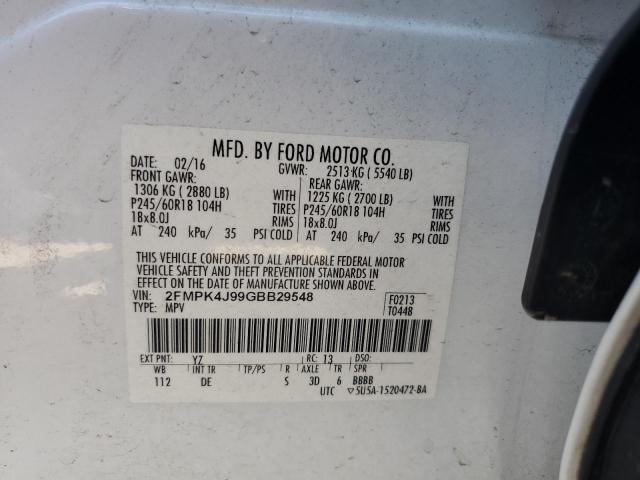 MFD. BY FORD MOTOR CO.
DATE: 02/16 GVWR: 2513 KG ( 5540 LB)
FRONT GAWR: REAR GAWR:
1306 KG ( 2880 LB) WITH 1225 KG ( 2700 LB) WITH
P245/60R18 104H TIRES P245/60R18 104H TIRES
18x8.0J RIMS 18x8.0J RIMS
AT 240 kPa/ 35 PSI COLD AT 240 kPa/ 35 PSI COLD
THIS VEHICLE CONFORMS TO ALL APPLICABLE FEDERAL MOTOR
VEHICLE SAFETY AND THEFT PREVENTION STANDARDS IN
EFFECT ON THE DATE OF MANUFACTURE SHOWN ABOVE.
VIN: 2FMPK4J99GBB29548 F0213
TYPE: MPV T0448
EXT PNT: YZ RC: 13 DSO:
WB INT TR TP/PS R AXLE TR SPR
112 DE S 3D 6 BBBB
UTC ▽5U5A-1520472-BA